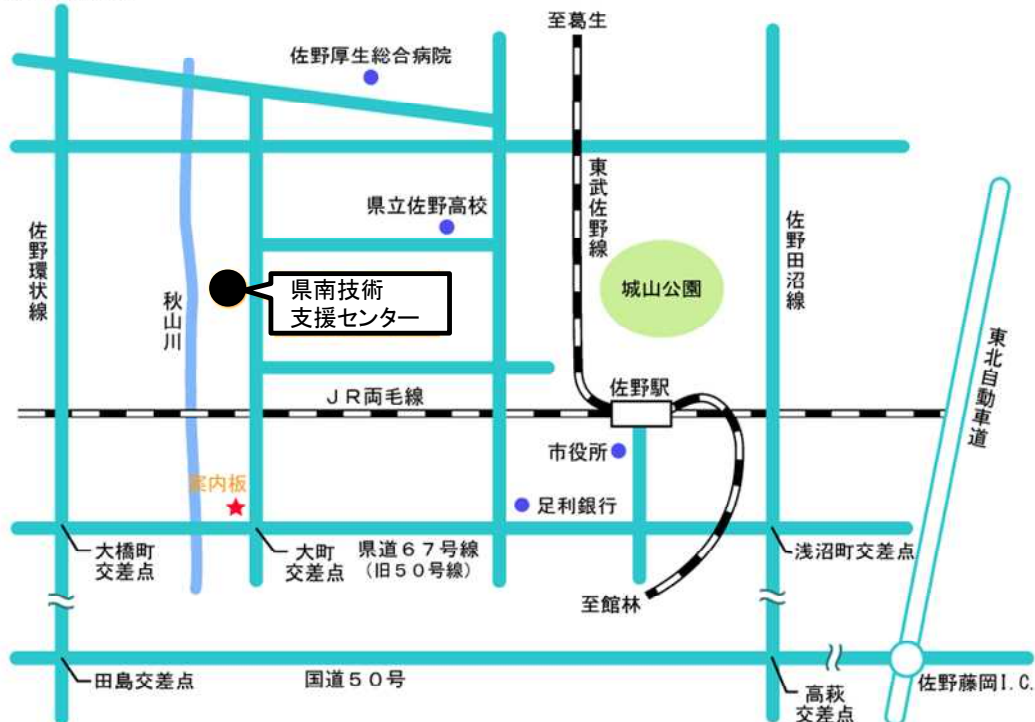 至葛生
佐野厚生総合病院
東武佐野線
県立佐野高校
佐野環状線
佐野田沼線
秋山川
県南技術
支援センター
城山公園
東北自動車道
JR両毛線
佐野駅
市役所
案内板
足利銀行
大橋町
交差点
大町
交差点
県道67号線
(旧50号線)
浅沼町交差点
至館林
田島交差点
国道50号
高萩
交差点
佐野藤岡I.C.